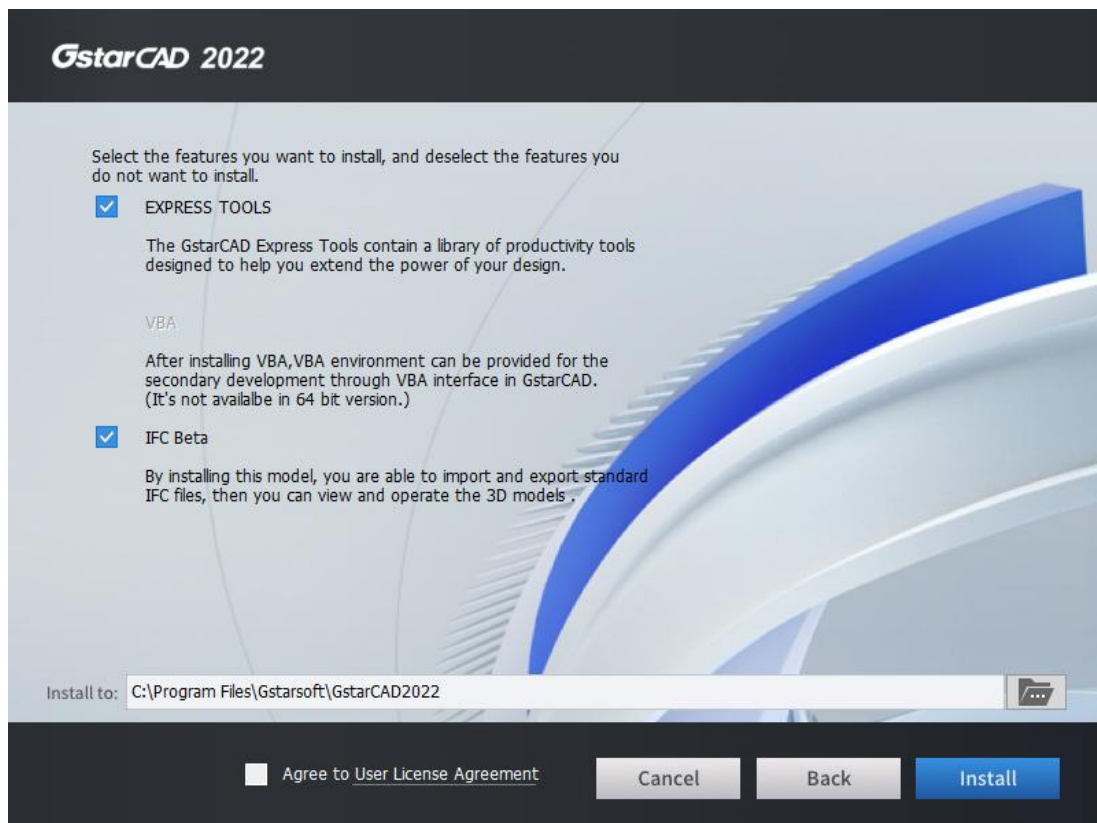 GstarCAD 2022
Select the features you want to install, and deselect the features you
do not want to install.
EXPRESS TOOLS
The GstarCAD Express Tools contain a library of productivity tools
designed to help you extend the power of your design.
VBA
After installing VBA,VBA environment can be provided for the
secondary development through VBA interface in GstarCAD.
(It's not availalbe in 64 bit version.)
IFC Beta
By installing this model, you are able to import and export standard
IFC files, then you can view and operate the 3D models .
Install to: C:\Program Files\Gstarsoft\GstarCAD2022
Agree to User License Agreement
Cancel
Back
Install